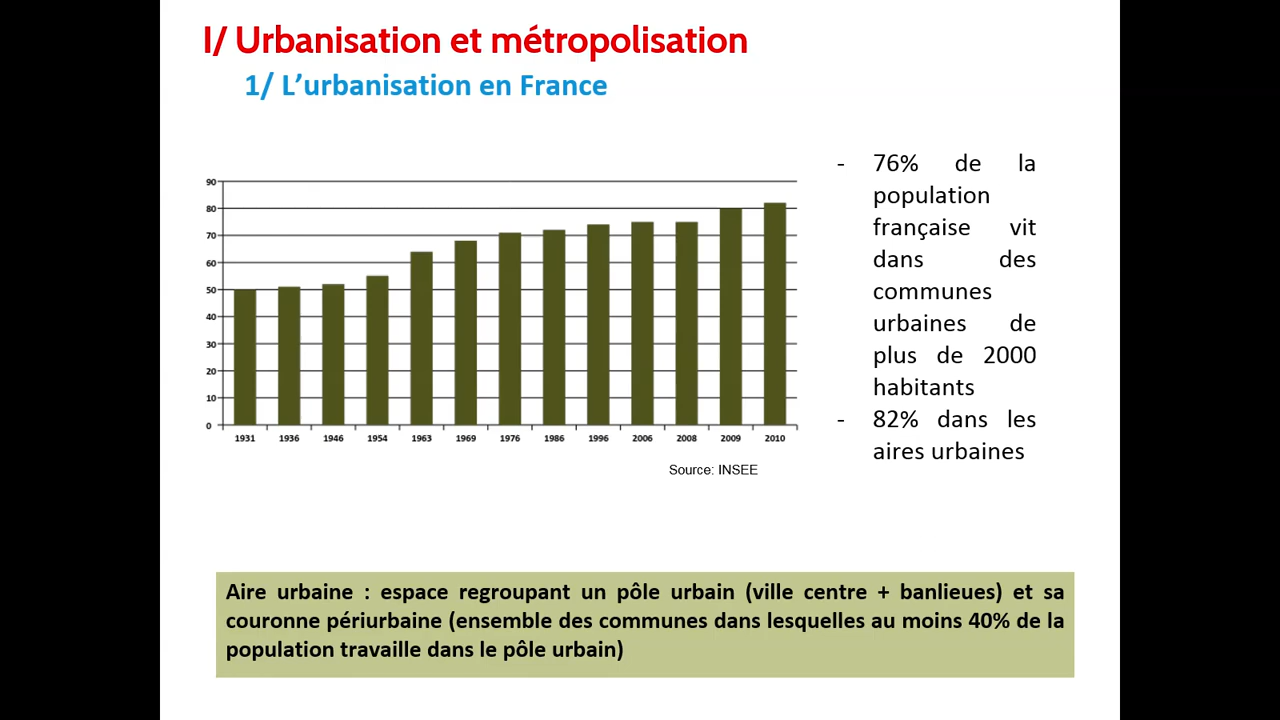 I/ Urbanisation et métropolisation
1/ L’urbanisation en France
90
80
70
60
50
40
30
20
10
0
1931 1936 1946 1954 1963 1969 1976 1986 1996 2006 2008 2009 2010
Source: INSEE
- 76% de la
population
française vit
dans des
communes
urbaines de
plus de 2000
habitants
- 82% dans les
aires urbaines
Aire urbaine : espace regroupant un pôle urbain (ville centre + banlieues) et sa
couronne périurbaine (ensemble des communes dans lesquelles au moins 40% de la
population travaille dans le pôle urbain)